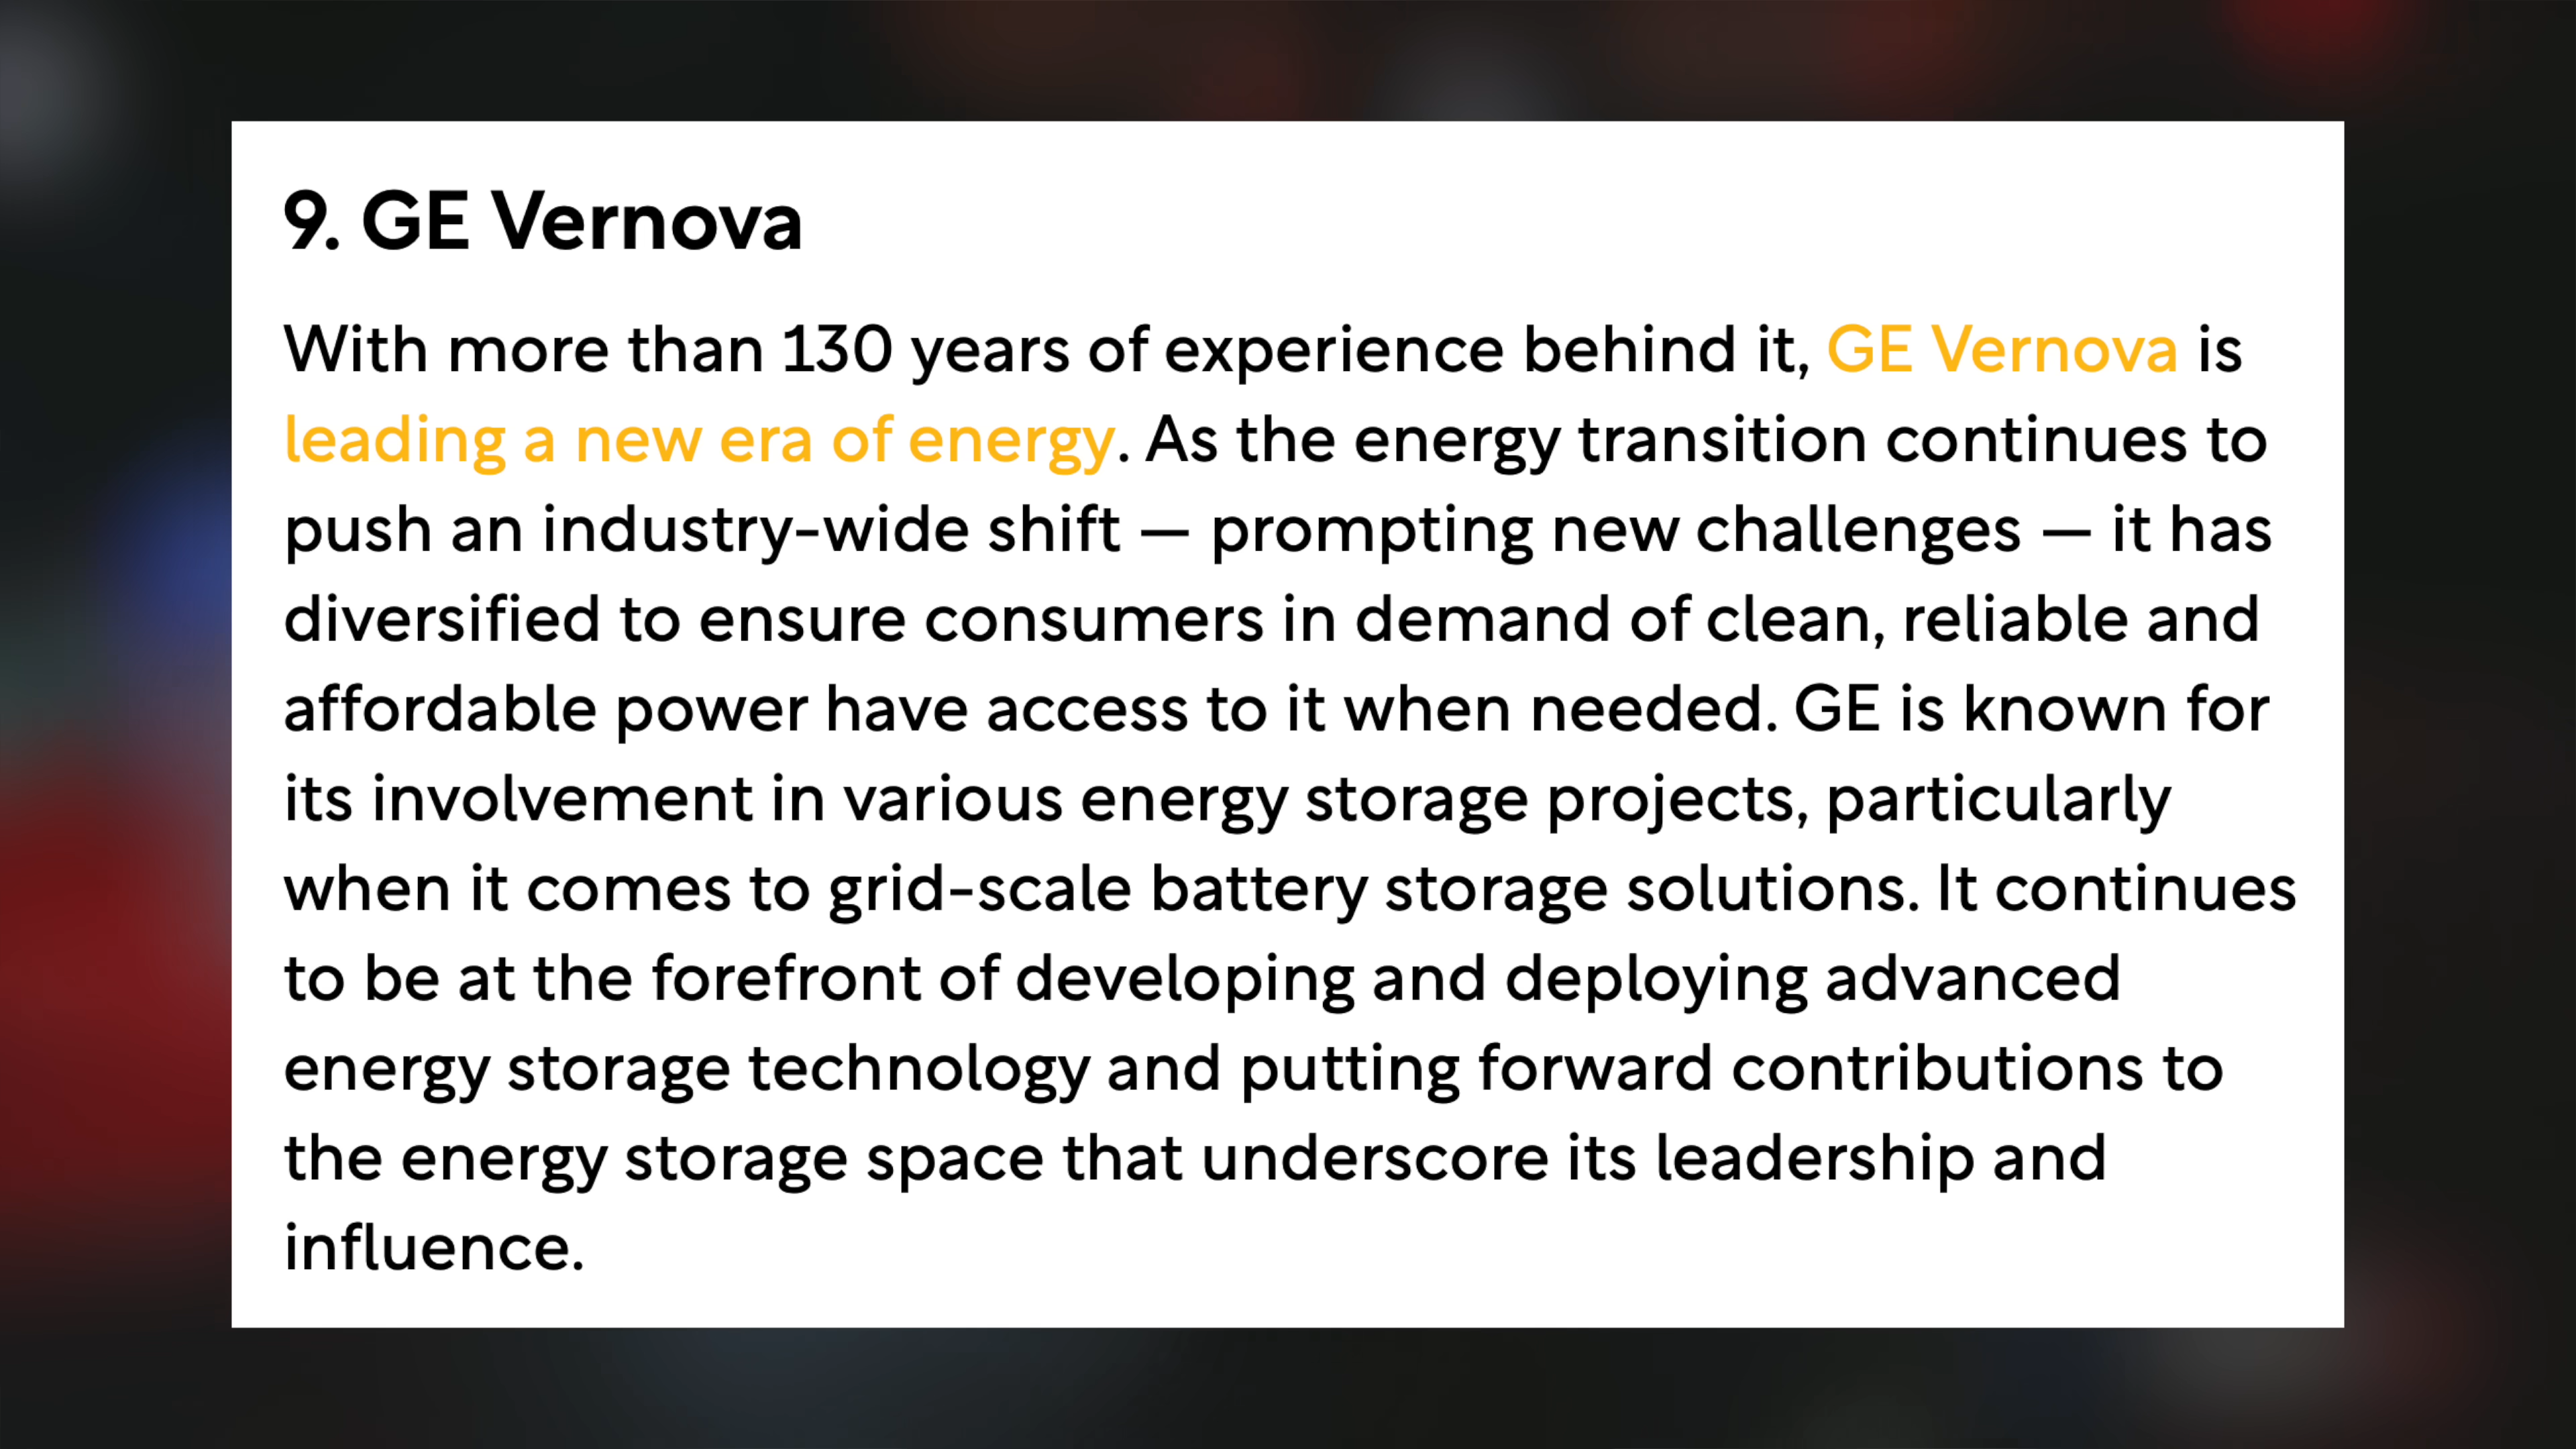 9. GE Vernova
With more than 130 years of experience behind it, GE Vernova is
leading a new era of energy. As the energy transition continues to
push an industry-wide shift — prompting new challenges — it has
diversified to ensure consumers in demand of clean, reliable and
affordable power have access to it when needed. GE is known for
its involvement in various energy storage projects, particularly
when it comes to grid-scale battery storage solutions. It continues
to be at the forefront of developing and deploying advanced
energy storage technology and putting forward contributions to
the energy storage space that underscore its leadership and
influence.